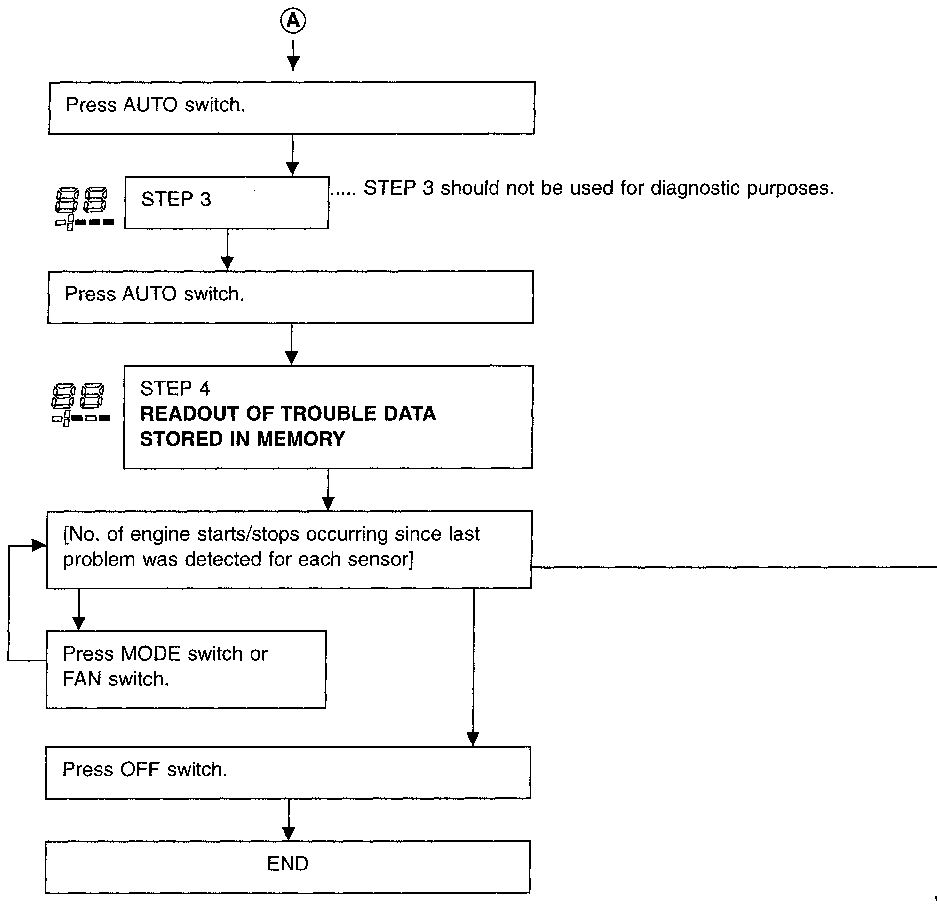 A
Press AUTO switch.
STEP 3
..... STEP 3 should not be used for diagnostic purposes.
Press AUTO switch.
STEP 4
READOUT OF TROUBLE DATA
STORED IN MEMORY
[No. of engine starts/stops occurring since last
problem was detected for each sensor]
Press MODE switch or
FAN switch.
Press OFF switch.
END